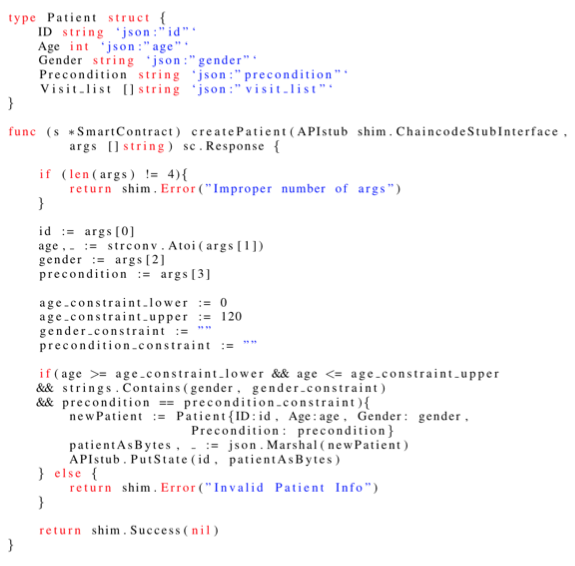 type Patient struct {
ID string ‘json:”id”‘
Age int ‘json:”age”‘
Gender string ‘json:”gender”‘
Precondition string ‘json:”precondition”‘
Visit_list []string ‘json:”visit_list”‘
}
func (s *SmartContract) createPatient(APIstub shim.ChaincodeStubInterface,
args []string) sc.Response {
if (len(args) != 4){
return shim.Error("Improper number of args”)
}
id := args[0]
age,_ := strconv.Atoi(args[1])
gender := args[2]
precondition := args[3]
age_constraint_lower := 0
age_constraint_upper := 120
gender_constraint := ””
precondition_constraint := ””
if(age >= age_constraint_lower && age <= age_constraint_upper
&& strings.Contains(gender, gender_constraint)
&& precondition == precondition_constraint){
newPatient := Patient{ID:id, Age:age, Gender: gender,
Precondition: precondition}
patientAsBytes, _ := json.Marshal(newPatient)
APIstub.PutState(id, patientAsBytes)
} else {
return shim.Error("Invalid Patient Info”)
}
return shim.Success(nil)
}